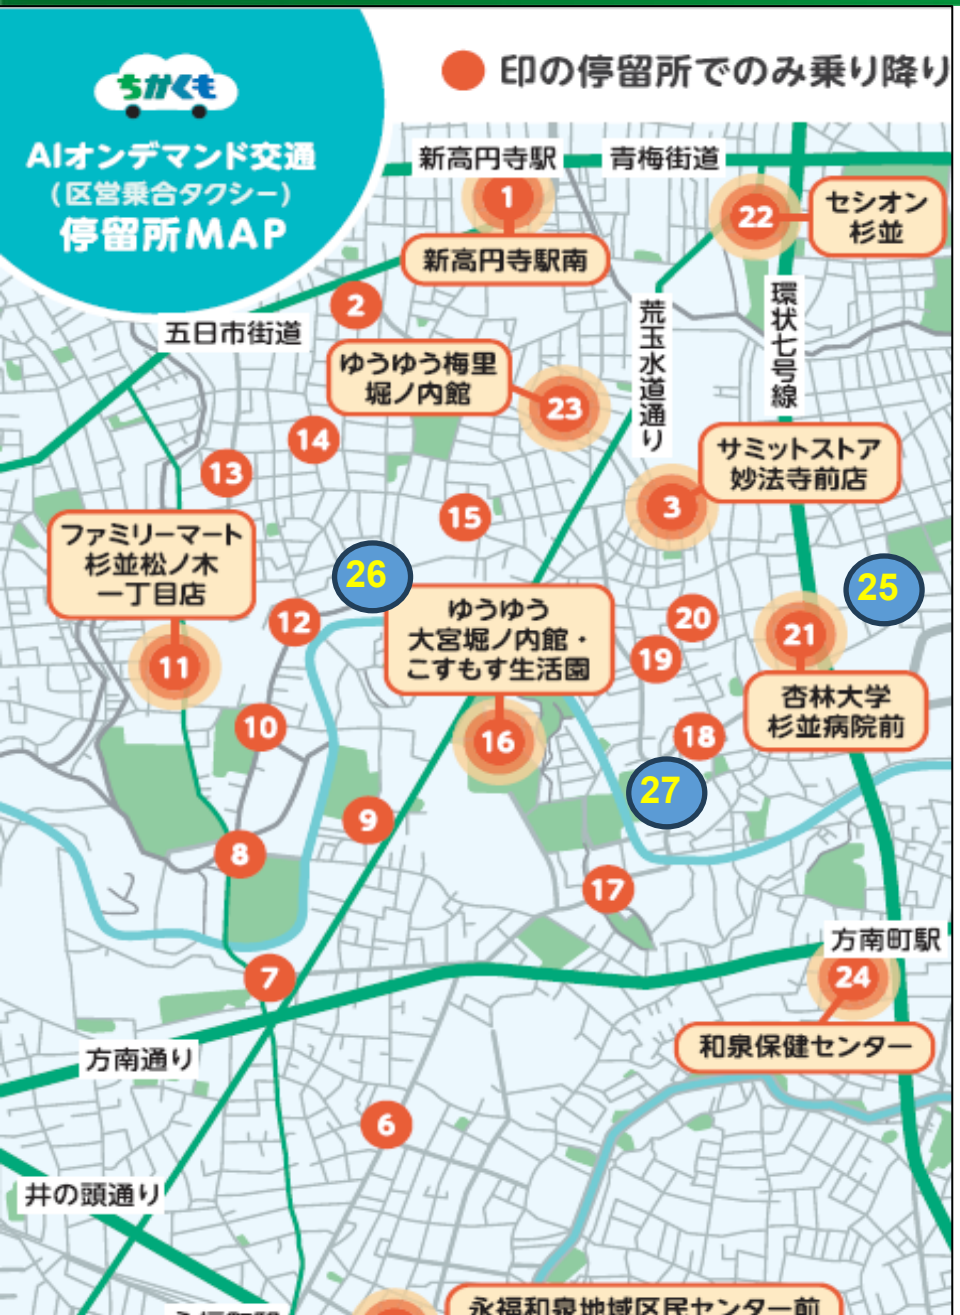 ちかくも
AIオンデマンド交通
(区営乗合タクシー)
停留所MAP
印の停留所でのみ乗り降り
新高円寺駅
青梅街道
1
新高円寺駅南
22
セシオン
杉並
2
五日市街道
荒玉水道通り
環状七号線
ゆうゆう梅里
堀ノ内館
23
14
13
サミットストア
妙法寺前店
3
15
ファミリーマート
杉並松ノ木
一丁目店
26
25
ゆうゆう
大宮堀ノ内館・
こすもす生活園
12
20
21
19
11
杏林大学
杉並病院前
10
16
18
27
9
8
17
方南町駅
7
24
和泉保健センター
方南通り
6
井の頭通り
永福和泉地域区民センター前